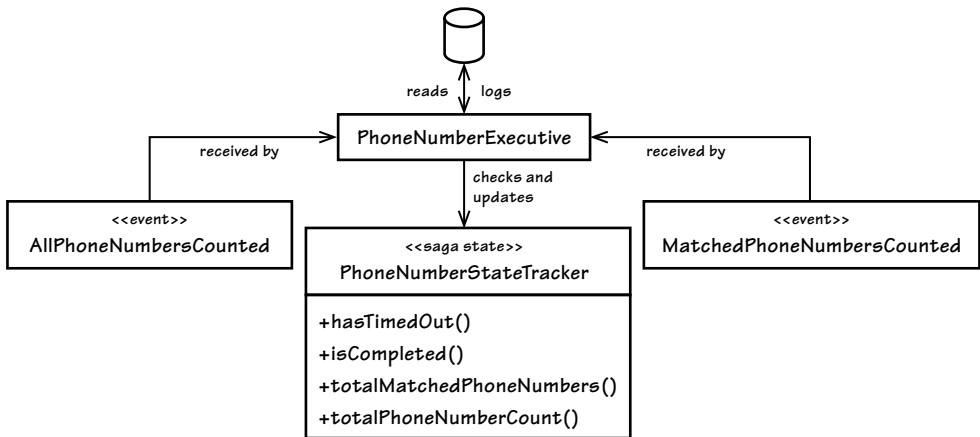 reads logs
PhoneNumberExecutive
received by
received by
checks and
updates
<<event>>
AllPhoneNumbersCounted
<<event>>
MatchedPhoneNumbersCounted
<<saga state>>
PhoneNumberStateTracker
+hasTimedOut()
+isCompleted()
+totalMatchedPhoneNumbers()
+totalPhoneNumberCount()